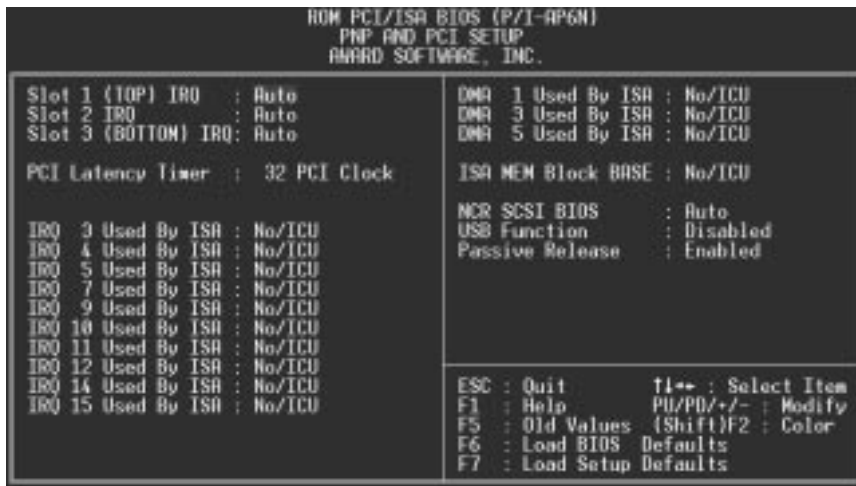 ROM PCI/ISA BIOS (P/I-AP6N)
PNP AND PCI SETUP
AWARD SOFTWARE, INC.
Slot 1 (TOP) IRQ : Auto
Slot 2 IRQ : Auto
Slot 3 (BOTTOM) IRQ: Auto
PCI Latency Timer : 32 PCI Clock
IRQ 3 Used By ISA : No/ICU
IRQ 4 Used By ISA : No/ICU
IRQ 5 Used By ISA : No/ICU
IRQ 7 Used By ISA : No/ICU
IRQ 9 Used By ISA : No/ICU
IRQ 10 Used By ISA : No/ICU
IRQ 11 Used By ISA : No/ICU
IRQ 12 Used By ISA : No/ICU
IRQ 14 Used By ISA : No/ICU
IRQ 15 Used By ISA : No/ICU
DMA 1 Used By ISA : No/ICU
DMA 3 Used By ISA : No/ICU
DMA 5 Used By ISA : No/ICU
ISA MEM Block BASE : No/ICU
NCR SCSI BIOS : Auto
USB Function : Disabled
Passive Release : Enabled
ESC : Quit ↑↓→← : Select Item
F1 : Help PU/PD/+/- : Modify
F5 : Old Values (Shift)F2 : Color
F6 : Load BIOS Defaults
F7 : Load Setup Defaults